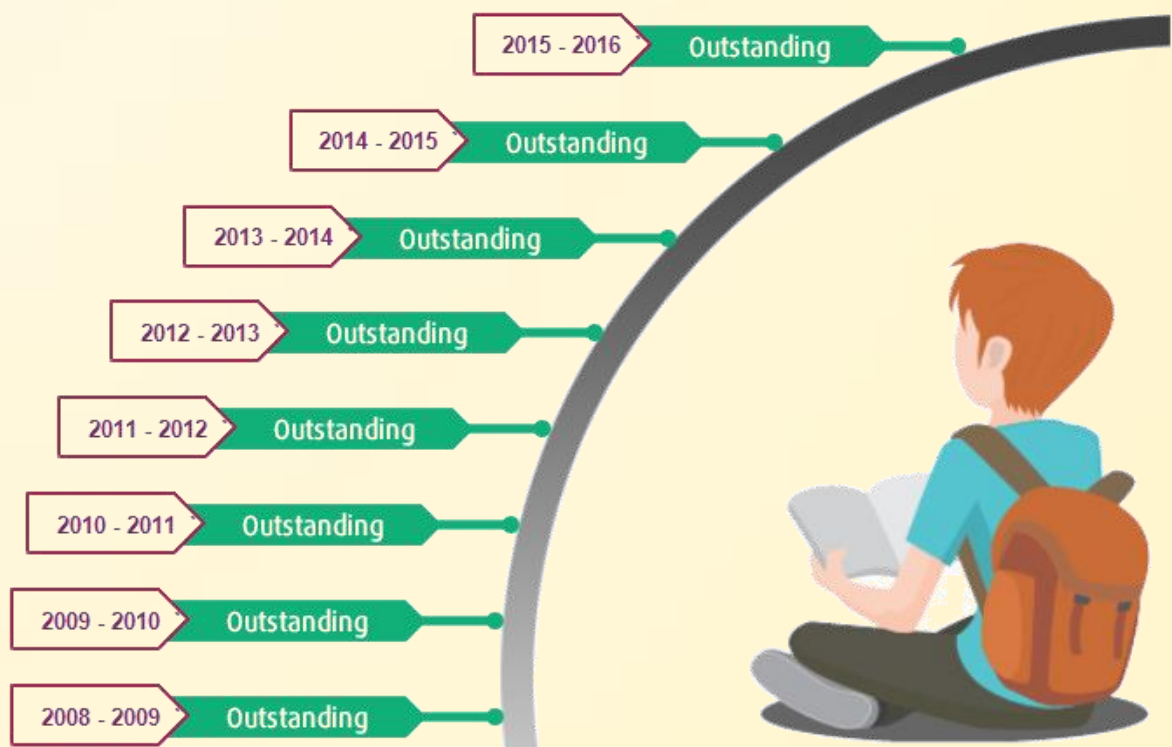 2015 - 2016 Outstanding
2014 - 2015 Outstanding
2013 - 2014 Outstanding
2012 - 2013 Outstanding
2011 - 2012 Outstanding
2010 - 2011 Outstanding
2009 - 2010 Outstanding
2008 - 2009 Outstanding